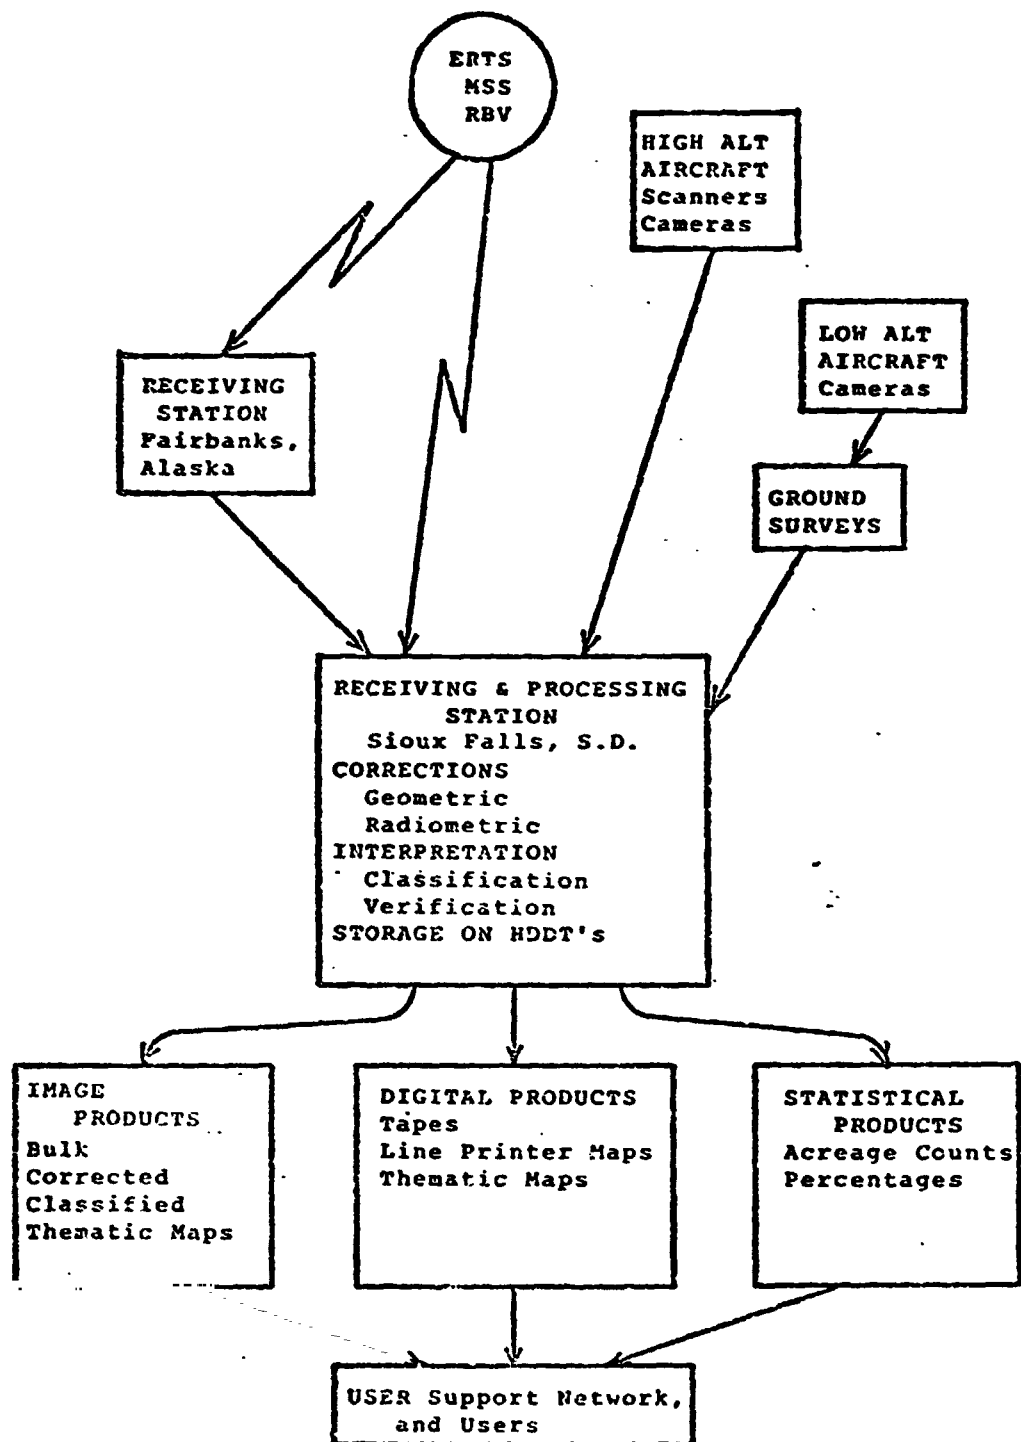 ERTS
MSS
RBV
HIGH ALT
AIRCRAFT
Scanners
Cameras
LOW ALT
AIRCRAFT
Cameras
RECEIVING
STATION
Fairbanks,
Alaska
GROUND
SURVEYS
RECEIVING & PROCESSING
STATION
Sioux Falls, S.D.
CORRECTIONS
Geometric
Radiometric
INTERPRETATION
Classification
Verification
STORAGE ON HDDT's
IMAGE
PRODUCTS
Bulk
Corrected
Classified
Thematic Maps
DIGITAL PRODUCTS
Tapes
Line Printer Maps
Thematic Maps
STATISTICAL
PRODUCTS
Acreage Counts
Percentages
USER Support Network,
and Users